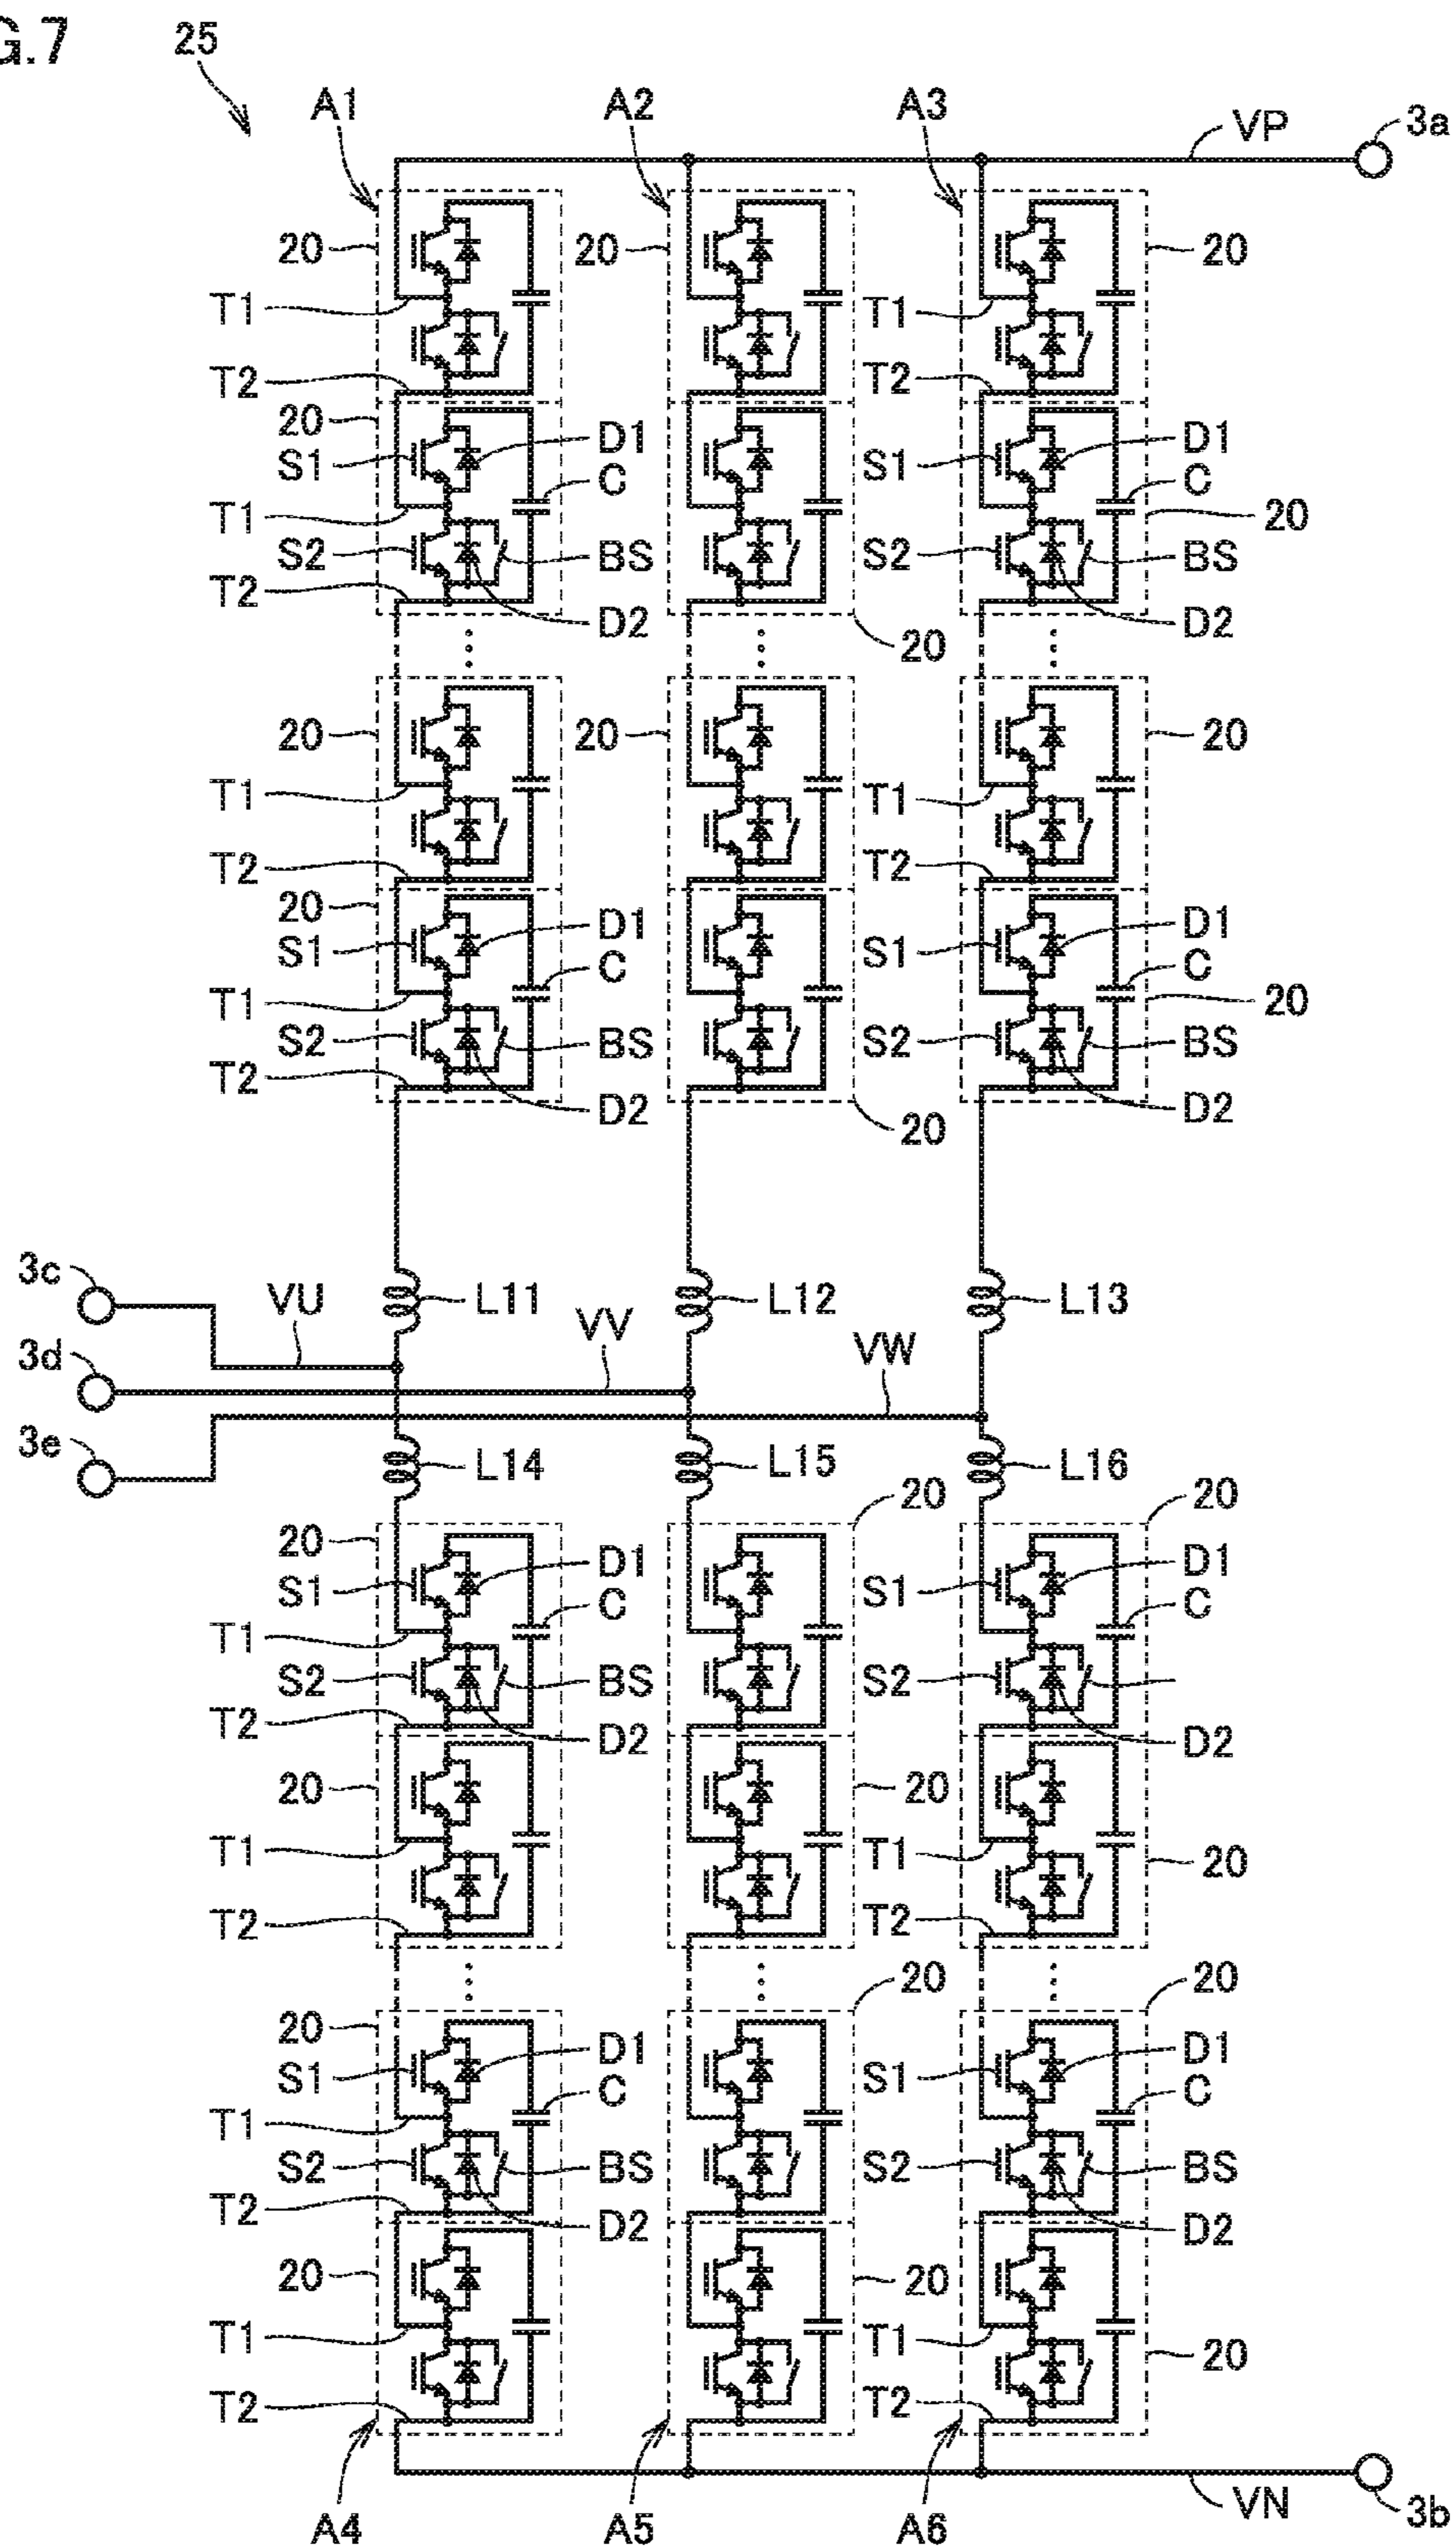 G.7 25
A1 A2 A3 VP 3a
20 20 20
T1 T1
T2 T2
20 D1 D1
S1 C S1 C
T1 20
S2 BS S2 BS
T2 D2 20 D2
20 20 20
T1 T1
T2 T2
20 D1 D1
S1 C S1 C
T1 20
S2 BS S2 BS
T2 D2 20 D2
3c VU L11 L12 L13
3d VV VW
3e L14 L15 L16
20 20 20
S1 D1 S1 D1
C C
T1
S2 BS S2
T2 D2 D2
20 20
T1 T1 20
T2 T2
20 20 20
S1 D1 S1 D1
C C
T1
S2 BS S2 BS
T2 D2 D2
20 20
T1 T1 20
T2 T2
A4 A5 A6 VN 3b